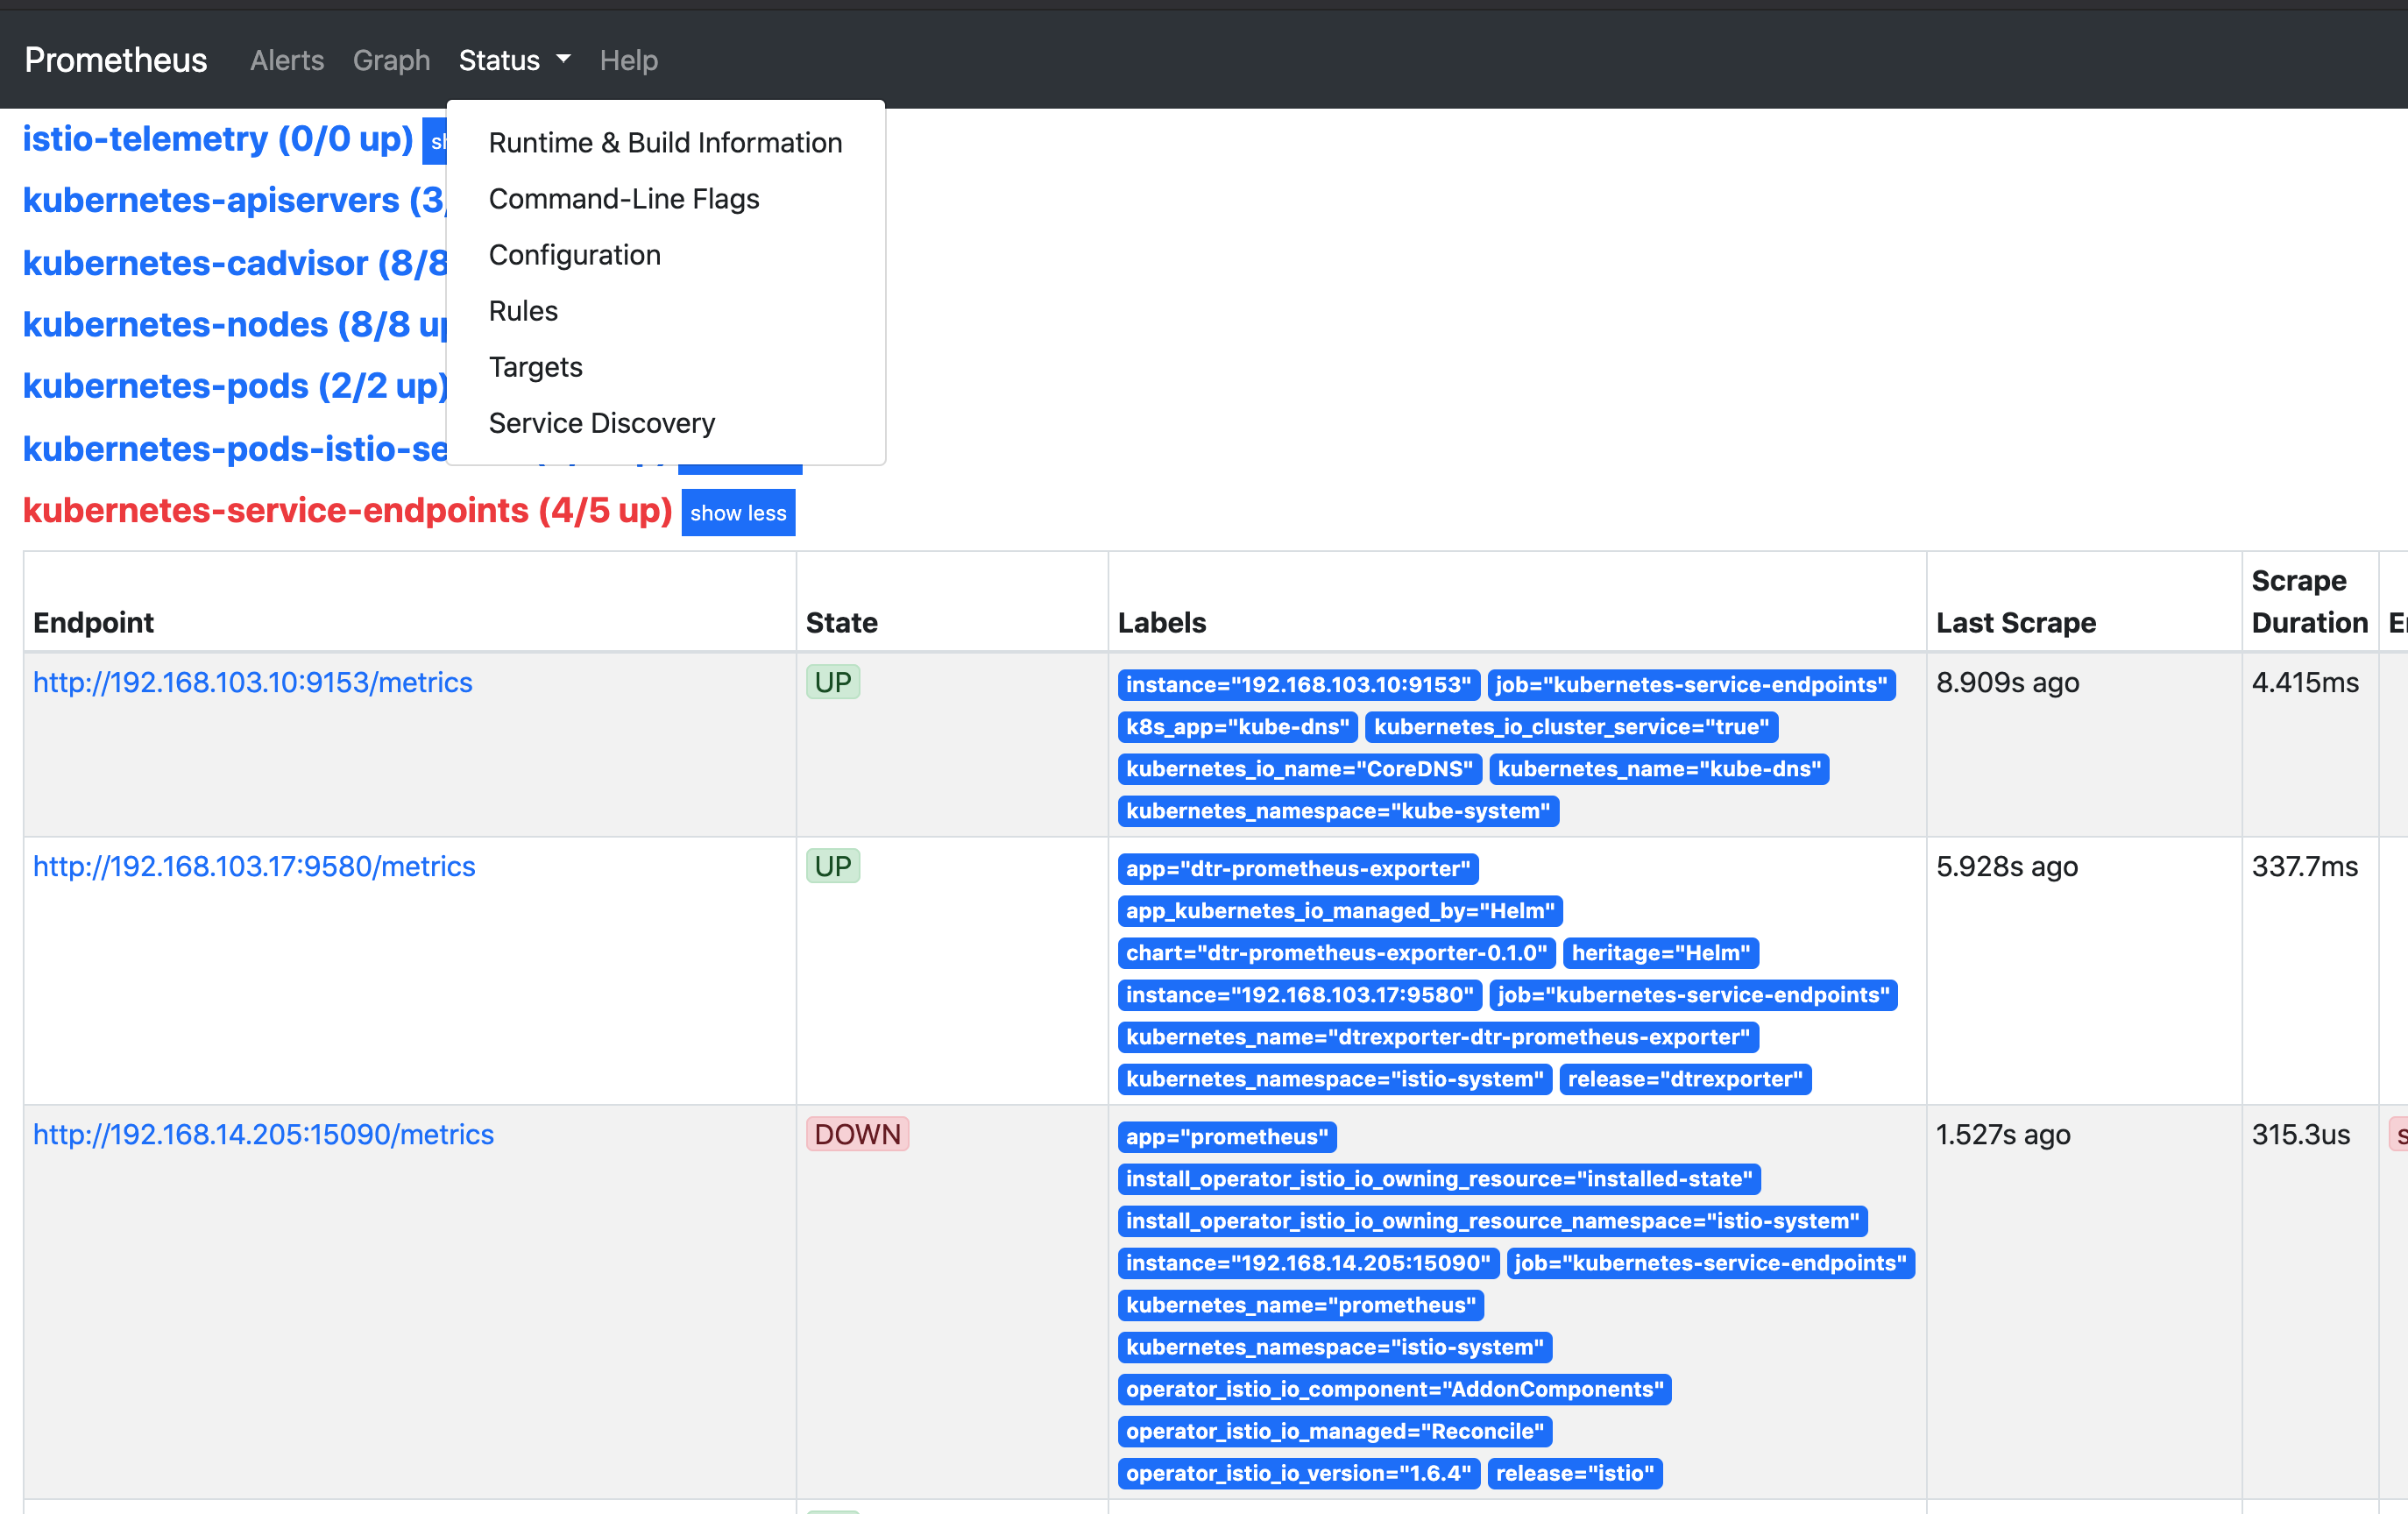 Prometheus Alerts Graph Status Help
Runtime & Build Information
Command-Line Flags
Configuration
Rules
Targets
Service Discovery
istio-telemetry (0/0 up)
kubernetes-apiservers (3
kubernetes-cadvisor (8/8
kubernetes-nodes (8/8
kubernetes-pods (2/2 up)
kubernetes-pods-istio-se
kubernetes-service-endpoints (4/5 up) show less
Endpoint State Labels Last Scrape Scrape Duration
http://192.168.103.10:9153/metrics UP instance="192.168.103.10:9153" job="kubernetes-service-endpoints" 8.909s ago 4.415ms
k8s_app="kube-dns" kubernetes_io_cluster_service="true"
kubernetes_io_name="CoreDNS" kubernetes_name="kube-dns"
kubernetes_namespace="kube-system"
http://192.168.103.17:9580/metrics UP app="dtr-prometheus-exporter" 5.928s ago 337.7ms
app_kubernetes_io_managed_by="Helm"
chart="dtr-prometheus-exporter-0.1.0" heritage="Helm"
instance="192.168.103.17:9580" job="kubernetes-service-endpoints"
kubernetes_name="dtrexporter-dtr-prometheus-exporter"
kubernetes_namespace="istio-system" release="dtrexporter"
http://192.168.14.205:15090/metrics DOWN app="prometheus" 1.527s ago 315.3us
install_operator_istio_io_owning_resource="installed-state"
install_operator_istio_io_owning_resource_namespace="istio-system"
instance="192.168.14.205:15090" job="kubernetes-service-endpoints"
kubernetes_name="prometheus"
kubernetes_namespace="istio-system"
operator_istio_io_component="AddonComponents"
operator_istio_io_managed="Reconcile"
operator_istio_io_version="1.6.4" release="istio"